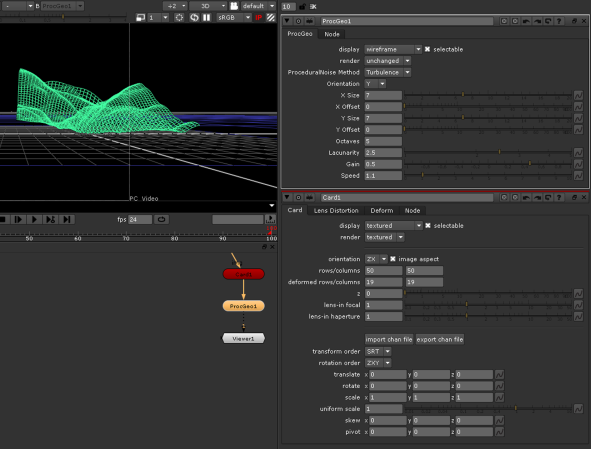 - B ProcGeo1 ÷2 3D default
1 sRGB IP
PC Video
fps 24
50 60 70 80 90 100
ProcGeo1
Viewer1
10
ProcGeo1
ProcGeo Node
display wireframe selectable
render unchanged
ProceduralNoise Method Turbulence
Orientation Y
X Size 7
X Offset 0
Y Size 7
Y Offset 0
Octaves 5
Lacunarity 2.5
Gain 0.5
Speed 1.1
Card1
Card Lens Distortion Deform Node
display textured selectable
render textured
orientation ZX image aspect
rows/columns 50 50
deformed rows/columns 19 19
z 0
lens-in focal 1
lens-in haperture 1
import chan file export chan file
transform order SRT
rotation order ZXY
translate x 0 y 0 z 0
rotate x 0 y 0 z 0
scale x 1 y 1 z 1
uniform scale 1
skew x 0 y 0 z 0
pivot x 0 y 0 z 0